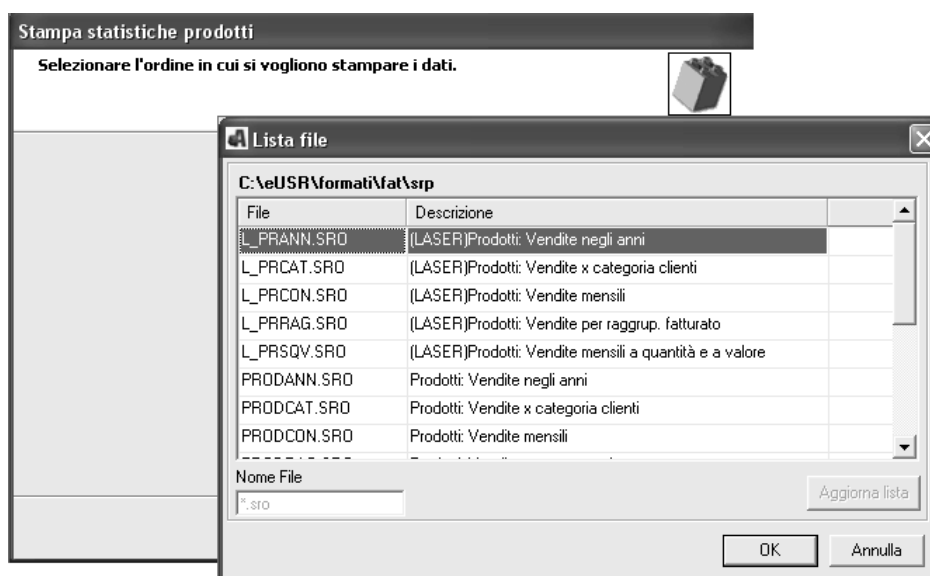 Stampa statistiche prodotti
Selezionare l'ordine in cui si vogliono stampare i dati.
Lista file
C:\eUSR\formati\fat\srp
File Descrizione
L_PRANN.SRO (LASER)Prodotti: Vendite negli anni
L_PRCAT.SRO (LASER)Prodotti: Vendite x categoria clienti
L_PRCON.SRO (LASER)Prodotti: Vendite mensili
L_PRRAG.SRO (LASER)Prodotti: Vendite per raggrup. fatturato
L_PRSQV.SRO (LASER)Prodotti: Vendite mensili a quantità e a valore
PRODANN.SRO Prodotti: Vendite negli anni
PRODCAT.SRO Prodotti: Vendite x categoria clienti
PRODCON.SRO Prodotti: Vendite mensili
Nome File
*.sro
Aggiorna lista
OK Annulla